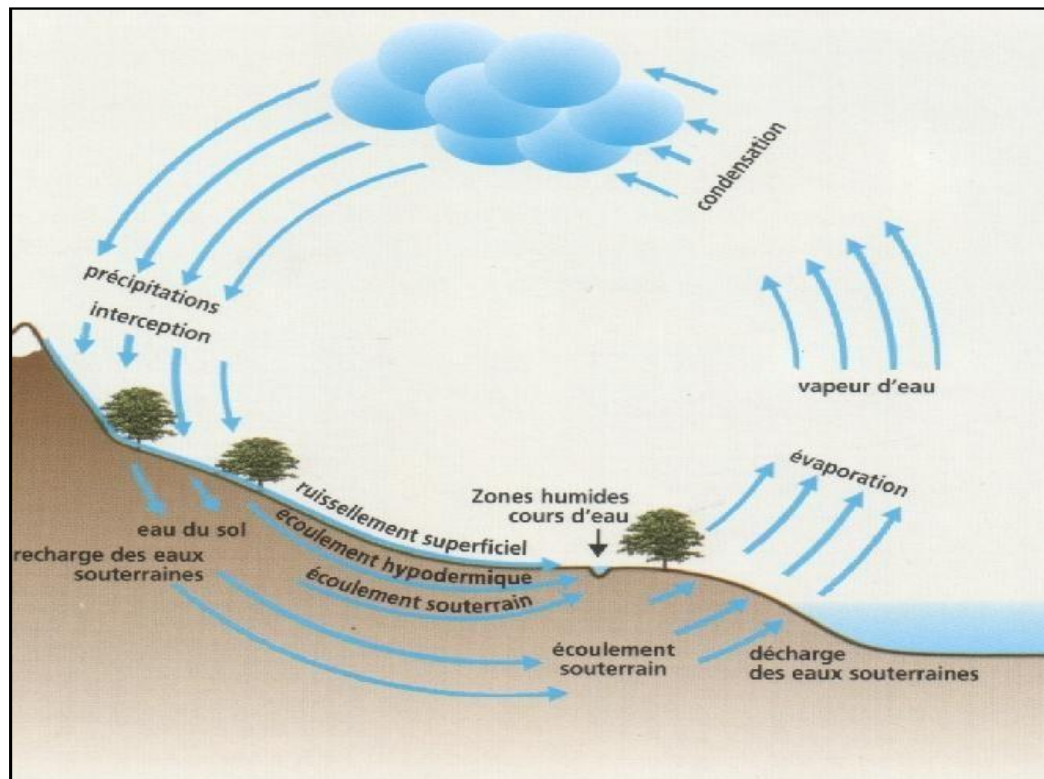 condensation
précipitations
interception
vapeur d'eau
évaporation
Zones humides
cours d'eau
ruissellement superficiel
eau du sol
écoulement hypodermique
recharge des eaux
souterraines
écoulement souterrain
écoulement
souterrain
décharge
des eaux souterraines